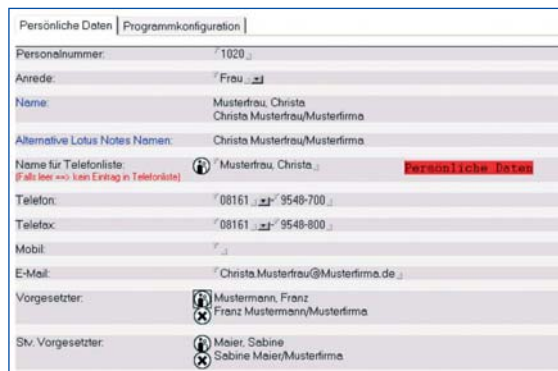 Persönliche Daten Programmkonfiguration
Personalnummer: 1020
Anrede: Frau
Name: Musterfrau, Christa
Christa Musterfrau/Musterfirma
Alternative Lotus Notes Namen: Christa Musterfrau/Musterfirma
Name für Telefonliste: Musterfrau, Christa Persönliche Daten
(Falls leer ==> kein Eintrag in Telefonliste)
Telefon: 08161 - 9548-700
Telefax: 08161 - 9548-800
Mobil:
E-Mail: Christa.Musterfrau@Musterfirma.de
Vorgesetzter: Mustermann, Franz
Franz Mustermann/Musterfirma
Stv. Vorgesetzter: Maier, Sabine
Sabine Maier/Musterfirma